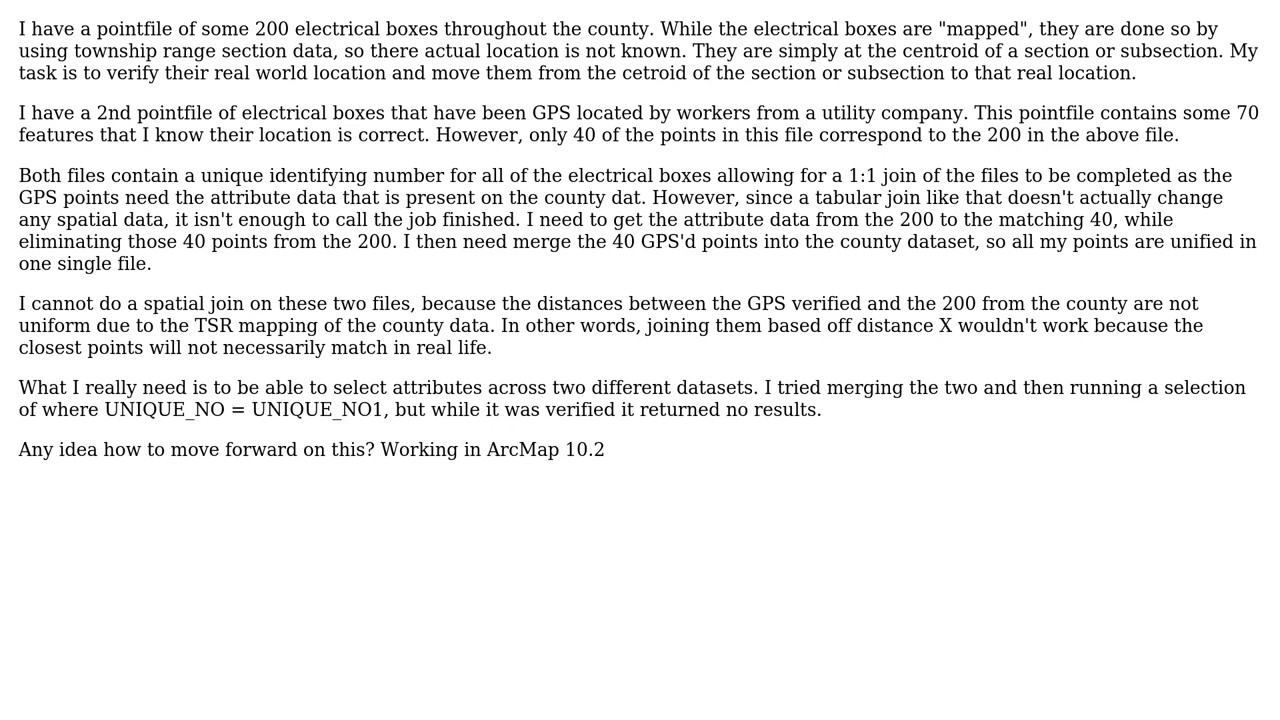 I have a pointfile of some 200 electrical boxes throughout the county. While the electrical boxes are "mapped", they are done so by
using township range section data, so there actual location is not known. They are simply at the centroid of a section or subsection. My
task is to verify their real world location and move them from the cetroid of the section or subsection to that real location.
I have a 2nd pointfile of electrical boxes that have been GPS located by workers from a utility company. This pointfile contains some 70
features that I know their location is correct. However, only 40 of the points in this file correspond to the 200 in the above file.
Both files contain a unique identifying number for all of the electrical boxes allowing for a 1:1 join of the files to be completed as the
GPS points need the attribute data that is present on the county dat. However, since a tabular join like that doesn't actually change
any spatial data, it isn't enough to call the job finished. I need to get the attribute data from the 200 to the matching 40, while
eliminating those 40 points from the 200. I then need merge the 40 GPS'd points into the county dataset, so all my points are unified in
one single file.
I cannot do a spatial join on these two files, because the distances between the GPS verified and the 200 from the county are not
uniform due to the TSR mapping of the county data. In other words, joining them based off distance X wouldn't work because the
closest points will not necessarily match in real life.
What I really need is to be able to select attributes across two different datasets. I tried merging the two and then running a selection
of where UNIQUE_NO = UNIQUE_NO1, but while it was verified it returned no results.
Any idea how to move forward on this? Working in ArcMap 10.2